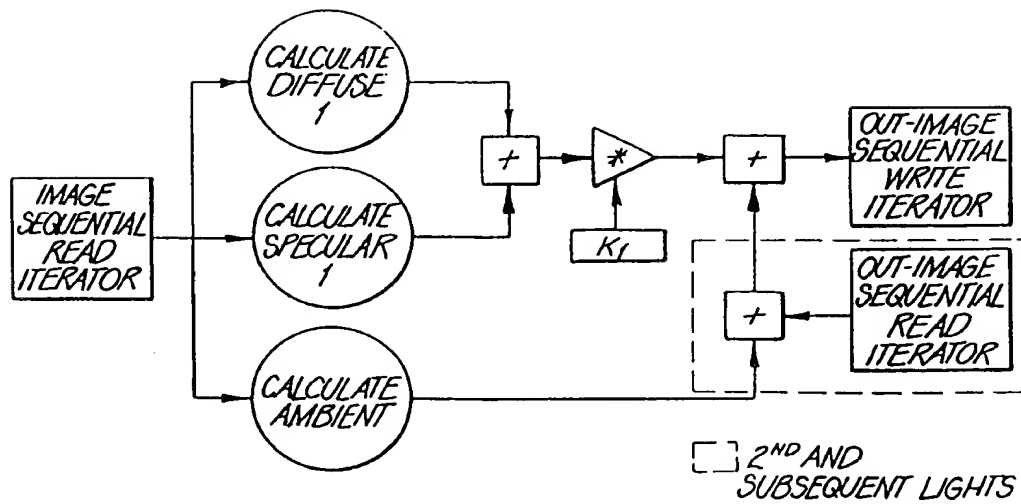 IMAGE
SEQUENTIAL
READ
ITERATOR
CALCULATE
DIFFUSE
1
CALCULATE
SPECULAR
1
CALCULATE
AMBIENT
+
*
K1
+
OUT-IMAGE
SEQUENTIAL
WRITE
ITERATOR
+
OUT-IMAGE
SEQUENTIAL
READ
ITERATOR
2ND AND
SUBSEQUENT LIGHTS